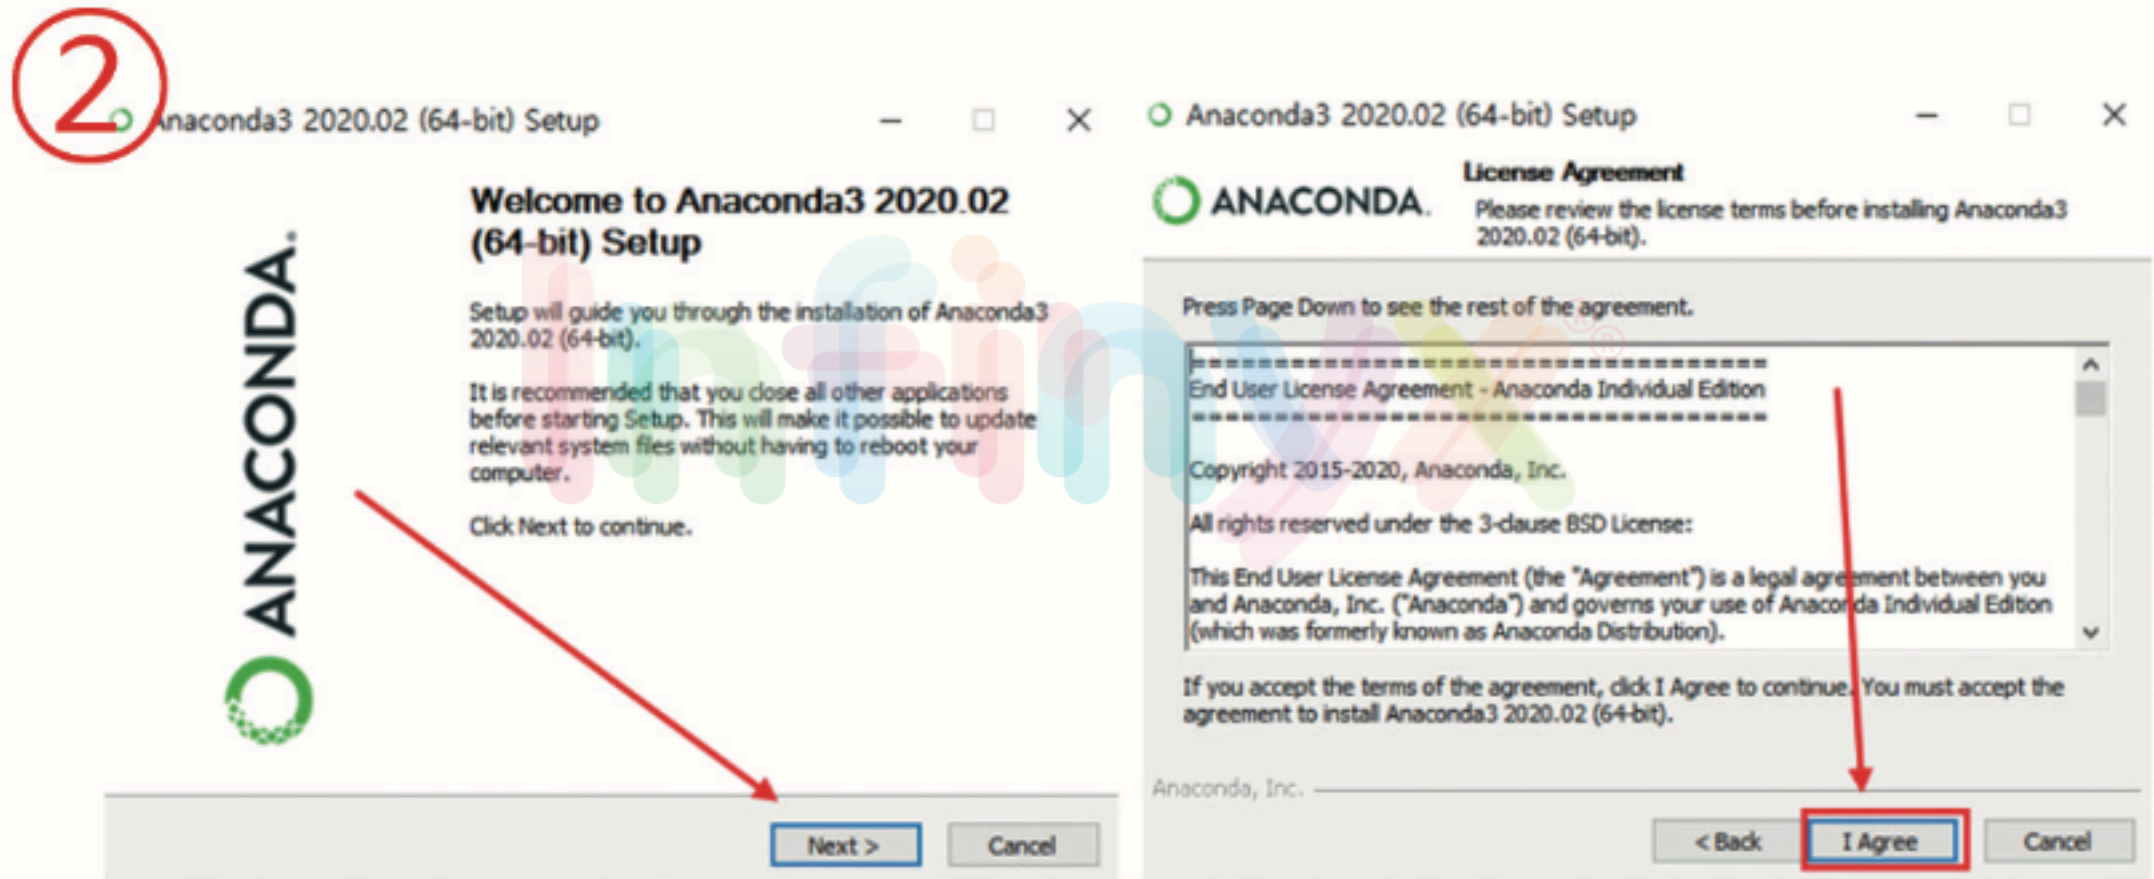 2
Anaconda3 2020.02 (64-bit) Setup
ANACONDA.
Welcome to Anaconda3 2020.02
(64-bit) Setup
Setup will guide you through the installation of Anaconda3
2020.02 (64-bit).
It is recommended that you close all other applications
before starting Setup. This will make it possible to update
relevant system files without having to reboot your
computer.
Click Next to continue.
Next >
Cancel
Anaconda3 2020.02 (64-bit) Setup
ANACONDA.
License Agreement
Please review the license terms before installing Anaconda3
2020.02 (64-bit).
Press Page Down to see the rest of the agreement.
===================================
End User License Agreement - Anaconda Individual Edition
===================================
Copyright 2015-2020, Anaconda, Inc.
All rights reserved under the 3-clause BSD License:
This End User License Agreement (the "Agreement") is a legal agreement between you
and Anaconda, Inc. ("Anaconda") and governs your use of Anaconda Individual Edition
(which was formerly known as Anaconda Distribution).
If you accept the terms of the agreement, click I Agree to continue. You must accept the
agreement to install Anaconda3 2020.02 (64-bit).
Anaconda, Inc.
< Back
I Agree
Cancel
Infinyx®